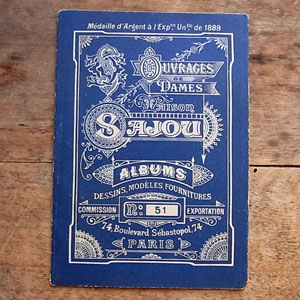 Médaille d'Argent à l'Expon Unlle de 1889
OUVRAGES
DE
DAMES
MAISON
SAJOU
ALBUMS
DESSINS, MODÈLES, FOURNITURES
COMMISSION
EXPORTATION
No: 51
74, Boulevard Sébastopol, 74
PARIS